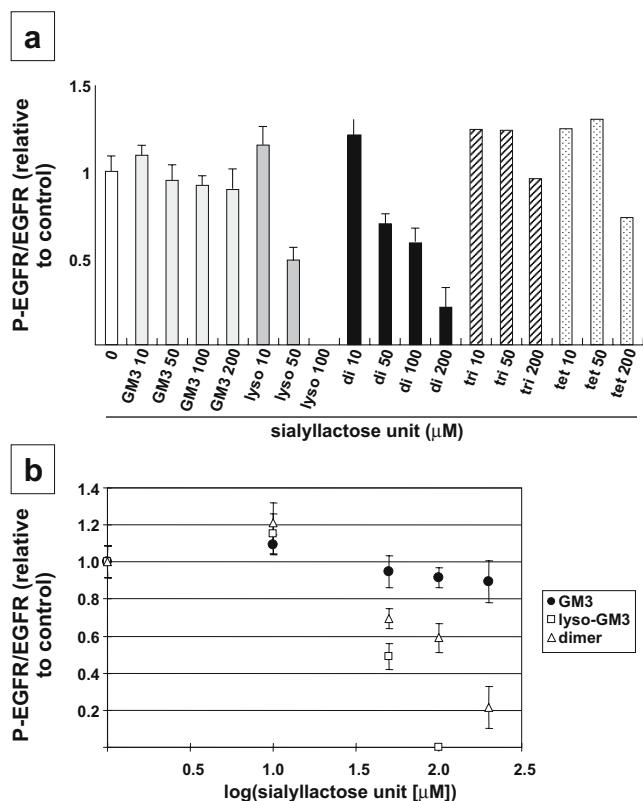 a
P-EGFR/EGFR (relative
to control)
1.5
1
0.5
0
GM3 10
GM3 50
GM3 100
GM3 200
lyso 10
lyso 50
lyso 100
di 10
di 50
di 100
di 200
tri 10
tri 50
tri 200
tet 10
tet 50
tet 200
sialyllactose unit (μM)
b
P-EGFR/EGFR (relative
to control)
1.4
1.2
1.0
0.8
0.6
0.4
0.2
0.5
1.0
1.5
2.0
2.5
log(sialyllactose unit [μM])
GM3
lyso-GM3
dimer